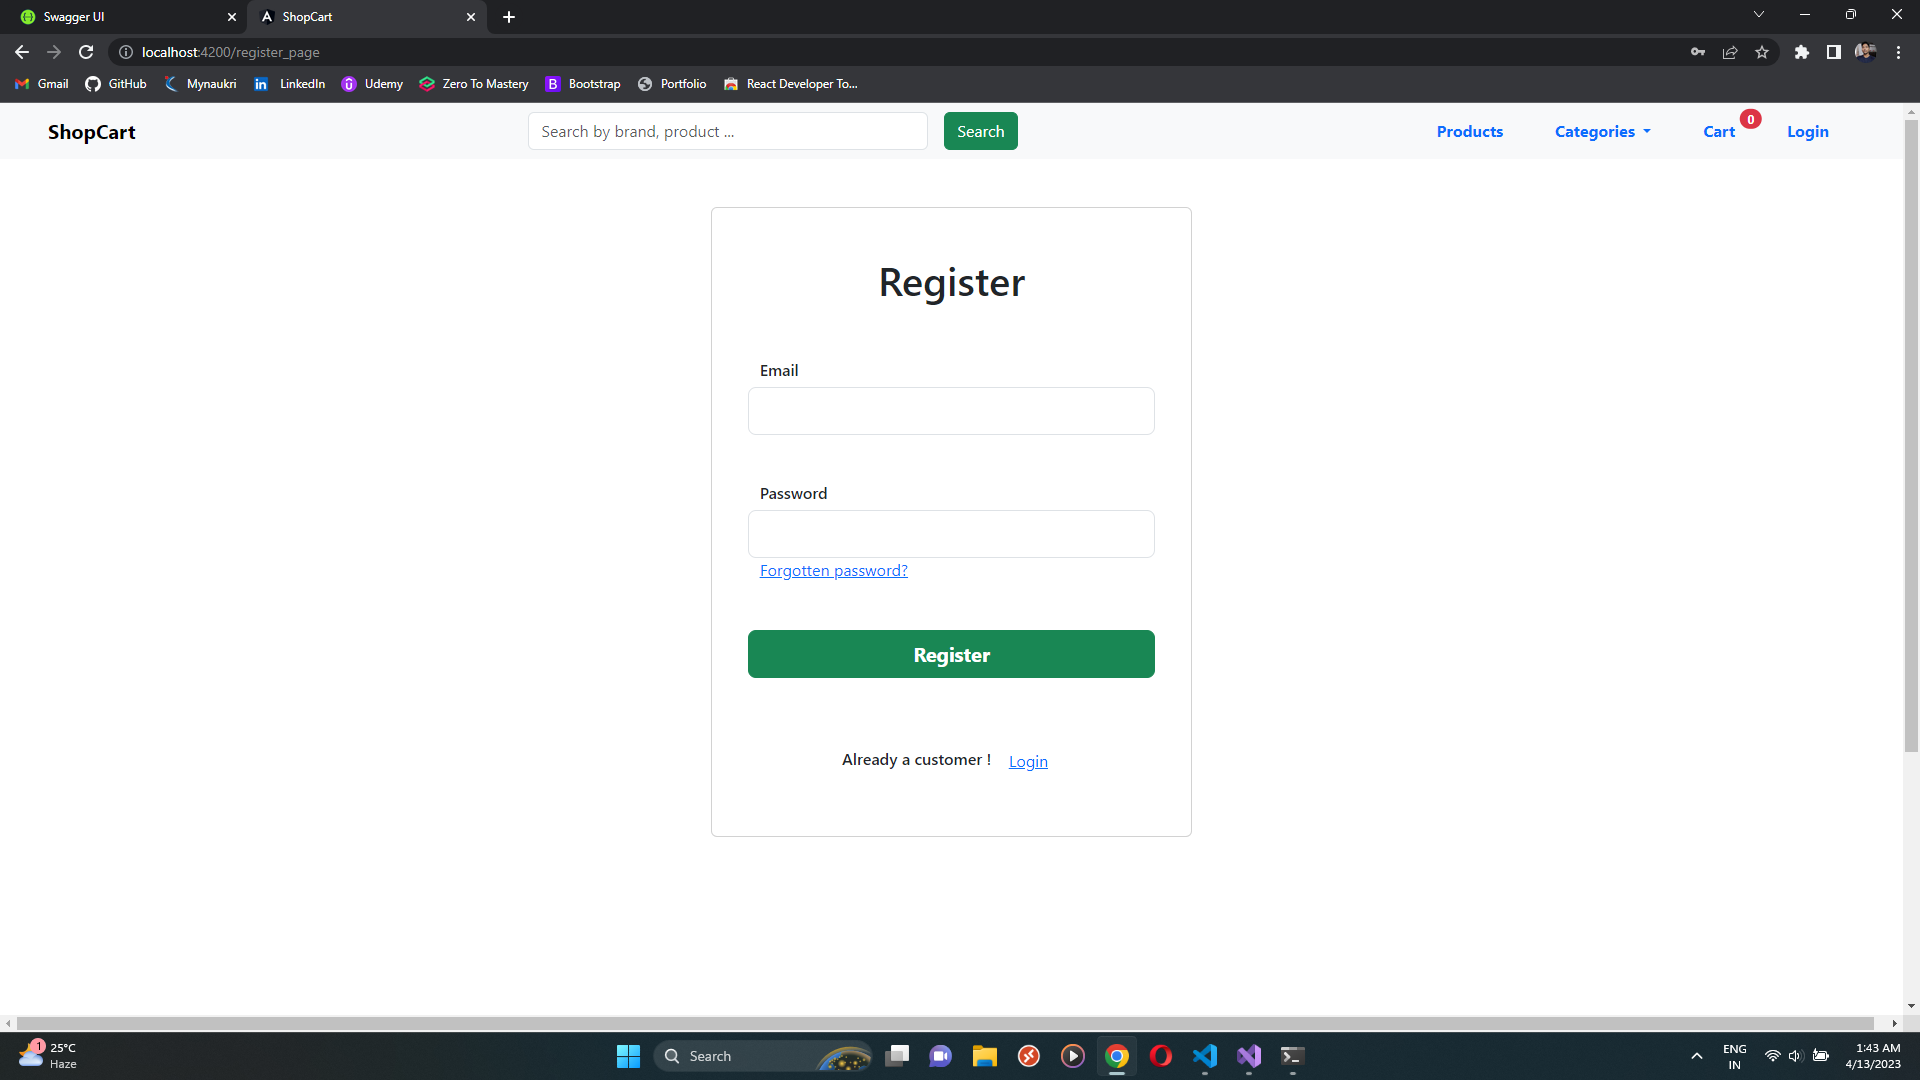 Swagger UI
ShopCart
localhost:4200/register_page
Gmail
GitHub
Mynaukri
LinkedIn
Udemy
Zero To Mastery
Bootstrap
Portfolio
React Developer To...
ShopCart
Search by brand, product ...
Search
Products
Categories
Cart
0
Login
Register
Email
Password
Forgotten password?
Register
Already a customer !
Login
1
25°C
Haze
Search
ENG
IN
1:43 AM
4/13/2023